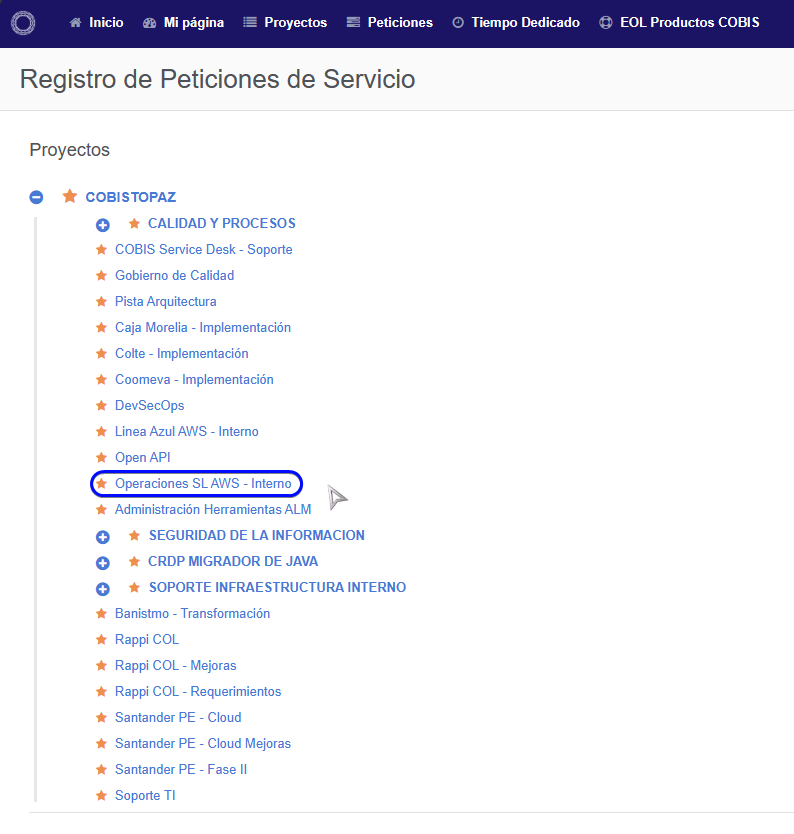 Inicio Mi página Proyectos Peticiones Tiempo Dedicado EOL Productos COBIS
Registro de Peticiones de Servicio
Proyectos
COBISTOPAZ
CALIDAD Y PROCESOS
COBIS Service Desk - Soporte
Gobierno de Calidad
Pista Arquitectura
Caja Morelia - Implementación
Colte - Implementación
Coomeva - Implementación
DevSecOps
Linea Azul AWS - Interno
Open API
Operaciones SL AWS - Interno
Administración Herramientas ALM
SEGURIDAD DE LA INFORMACION
CRDP MIGRADOR DE JAVA
SOPORTE INFRAESTRUCTURA INTERNO
Banistmo - Transformación
Rappi COL
Rappi COL - Mejoras
Rappi COL - Requerimientos
Santander PE - Cloud
Santander PE - Cloud Mejoras
Santander PE - Fase II
Soporte TI